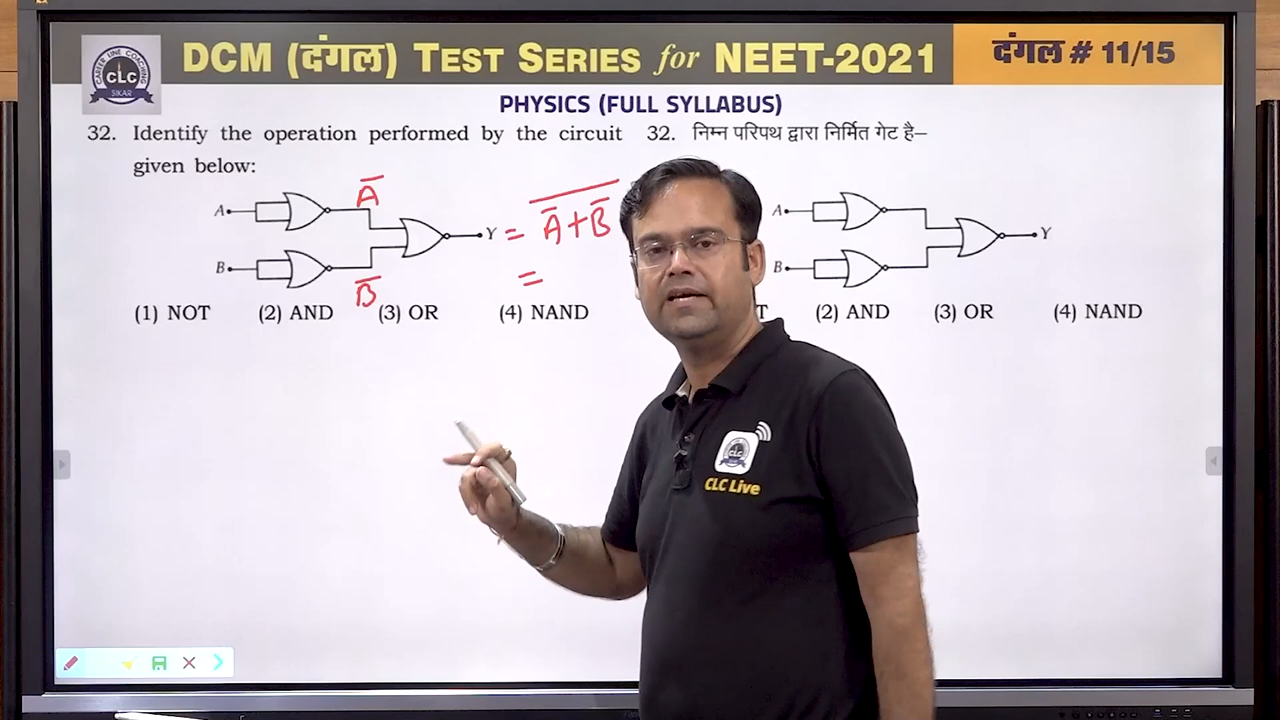 DCM (दंगल) TEST SERIES for NEET-2021
दंगल # 11/15
CAREER LINE COACHING
CLC
SIKAR
PHYSICS (FULL SYLLABUS)
32. Identify the operation performed by the circuit
given below:
A
B
Y
A̅
B̅
= \overline{A̅+B̅}
=
(1) NOT (2) AND (3) OR (4) NAND
32. निम्न परिपथ द्वारा निर्मित गेट है–
A
B
Y
T (2) AND (3) OR (4) NAND
CLC
CLC Live